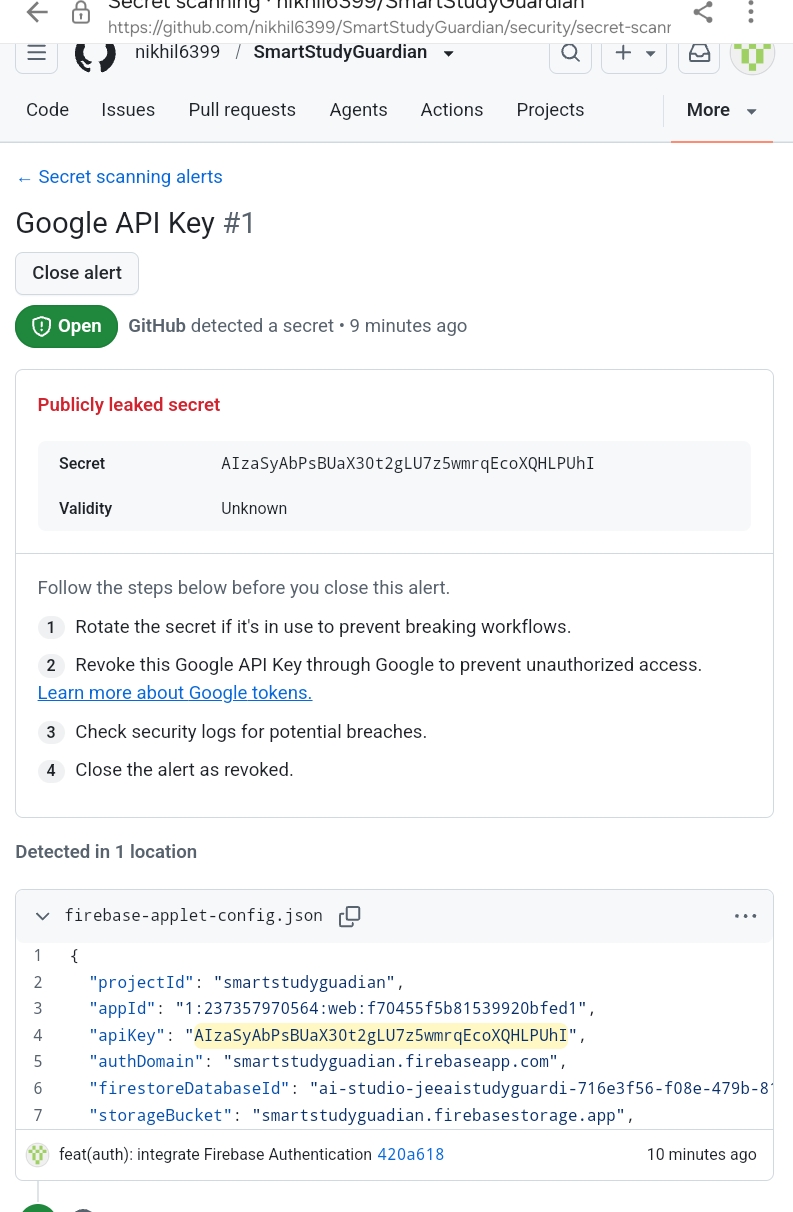 Secret scanning · nikhil6399/SmartStudyGuardian
https://github.com/nikhil6399/SmartStudyGuardian/security/secret-scanr
nikhil6399 / SmartStudyGuardian
Code Issues Pull requests Agents Actions Projects More
← Secret scanning alerts
Google API Key #1
Close alert
Open GitHub detected a secret • 9 minutes ago
Publicly leaked secret
Secret AIzaSyAbPsBUaX30t2gLU7z5wmrqEcoXQHLPUhI
Validity Unknown
Follow the steps below before you close this alert.
1 Rotate the secret if it's in use to prevent breaking workflows.
2 Revoke this Google API Key through Google to prevent unauthorized access.
Learn more about Google tokens.
3 Check security logs for potential breaches.
4 Close the alert as revoked.
Detected in 1 location
firebase-applet-config.json
1 {
2 "projectId": "smartstudyguadian",
3 "appId": "1:237357970564:web:f70455f5b81539920bfed1",
4 "apiKey": "AIzaSyAbPsBUaX30t2gLU7z5wmrqEcoXQHLPUhI",
5 "authDomain": "smartstudyguadian.firebaseapp.com",
6 "firestoreDatabaseId": "ai-studio-jeeaistudyguardi-716e3f56-f08e-479b-81
7 "storageBucket": "smartstudyguadian.firebasestorage.app",
feat(auth): integrate Firebase Authentication 420a618 10 minutes ago